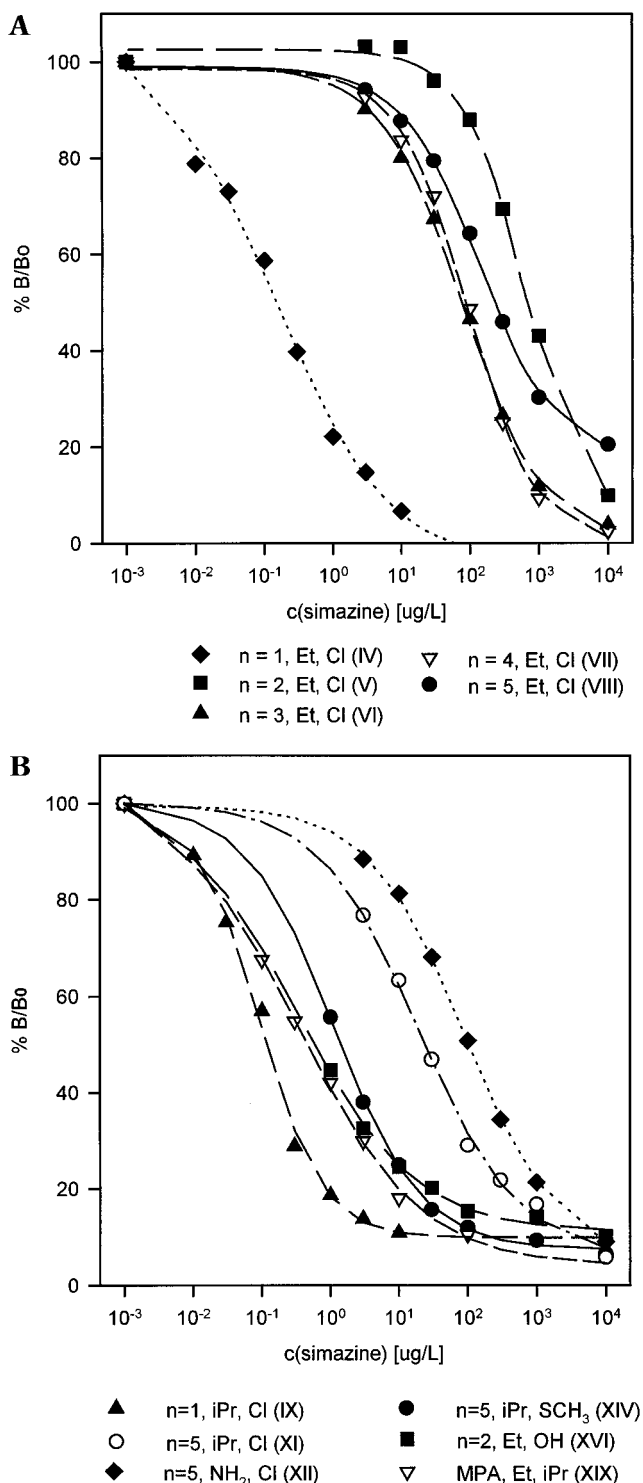 A
100
80
60
40
20
0
% B/Bo
10⁻³ 10⁻² 10⁻¹ 10⁰ 10¹ 10² 10³ 10⁴
c(simazine) [ug/L]
n = 1, Et, Cl (IV) n = 4, Et, Cl (VII)
n = 2, Et, Cl (V) n = 5, Et, Cl (VIII)
n = 3, Et, Cl (VI)
B
100
80
60
40
20
0
% B/Bo
10⁻³ 10⁻² 10⁻¹ 10⁰ 10¹ 10² 10³ 10⁴
c(simazine) [ug/L]
n=1, iPr, Cl (IX) n=5, iPr, SCH₃ (XIV)
n=5, iPr, Cl (XI) n=2, Et, OH (XVI)
n=5, NH₂, Cl (XII) MPA, Et, iPr (XIX)